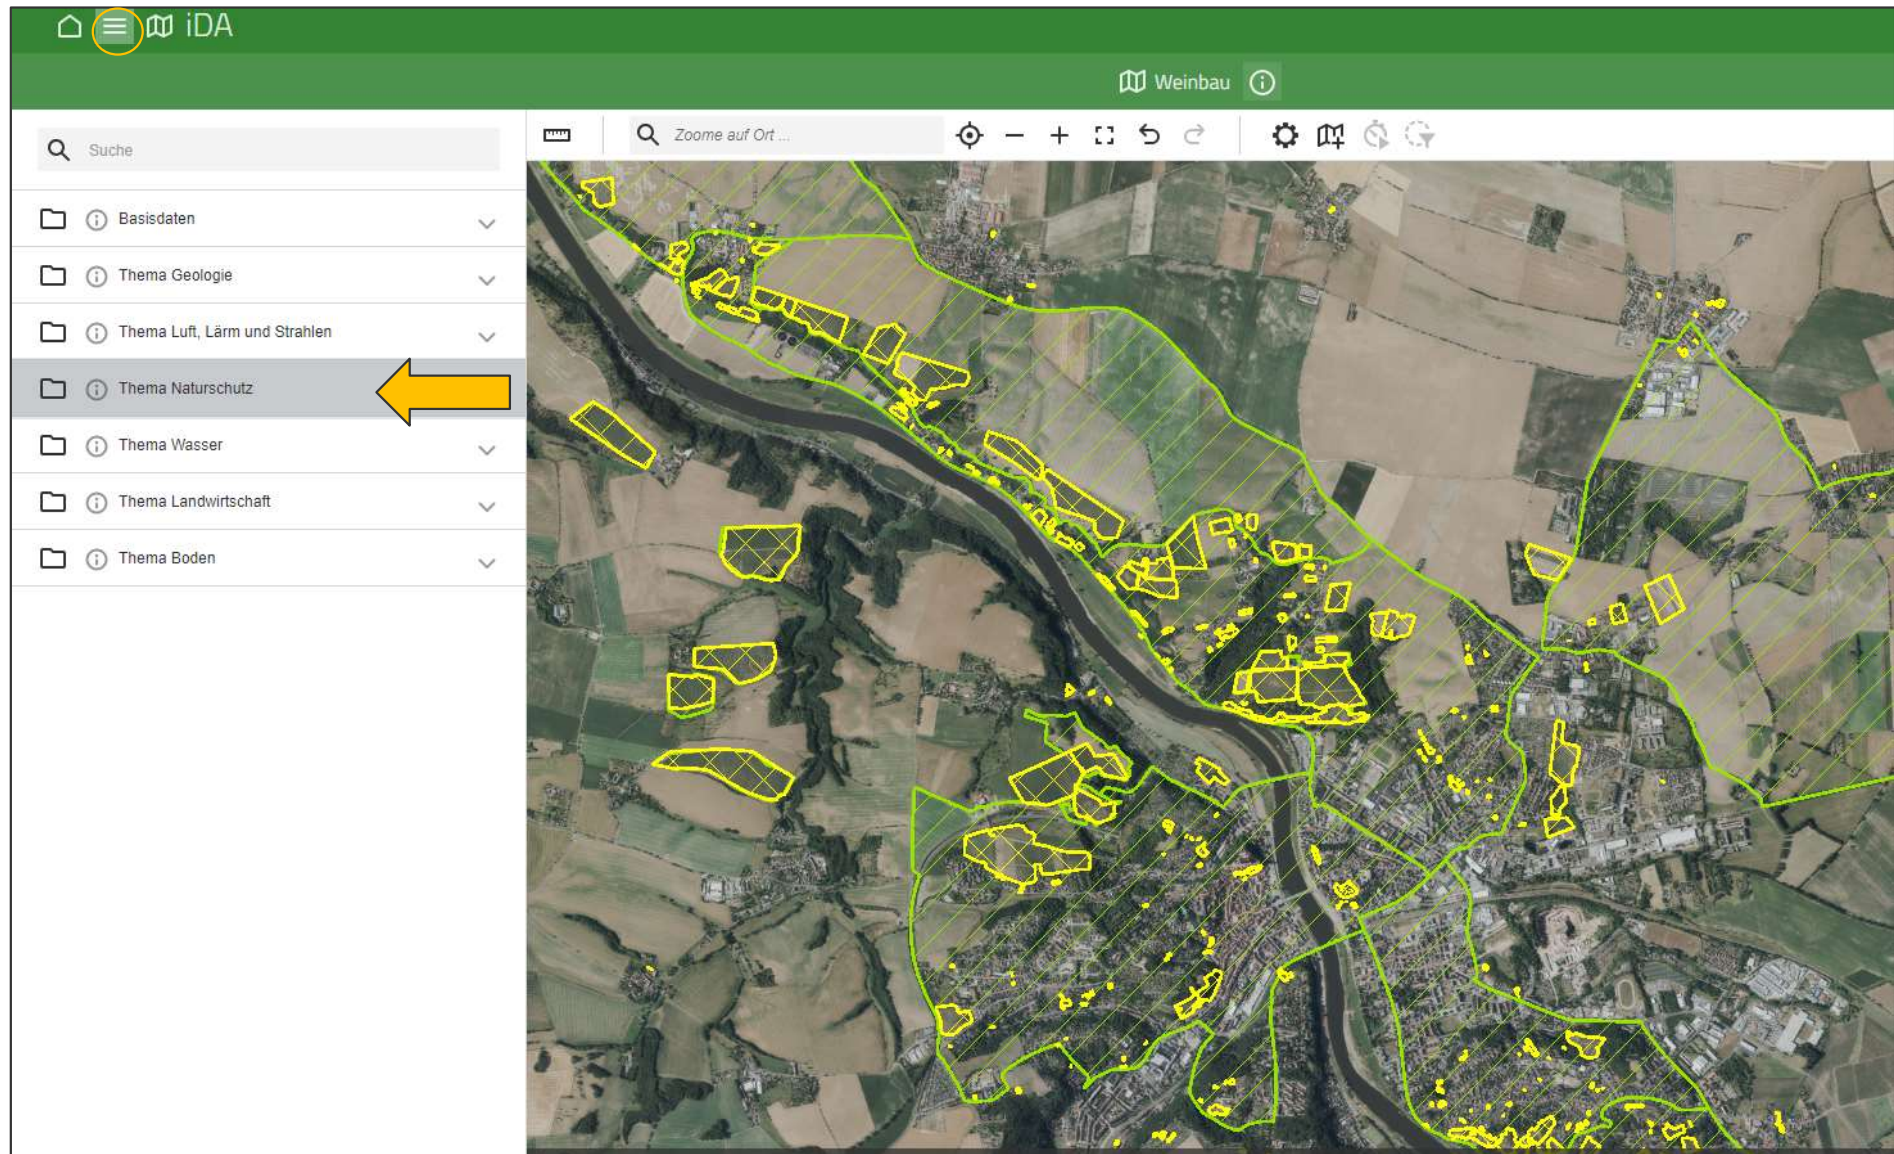 iDA
Weinbau
Suche
Zoome auf Ort ...
Basisdaten
Thema Geologie
Thema Luft, Lärm und Strahlen
Thema Naturschutz
Thema Wasser
Thema Landwirtschaft
Thema Boden